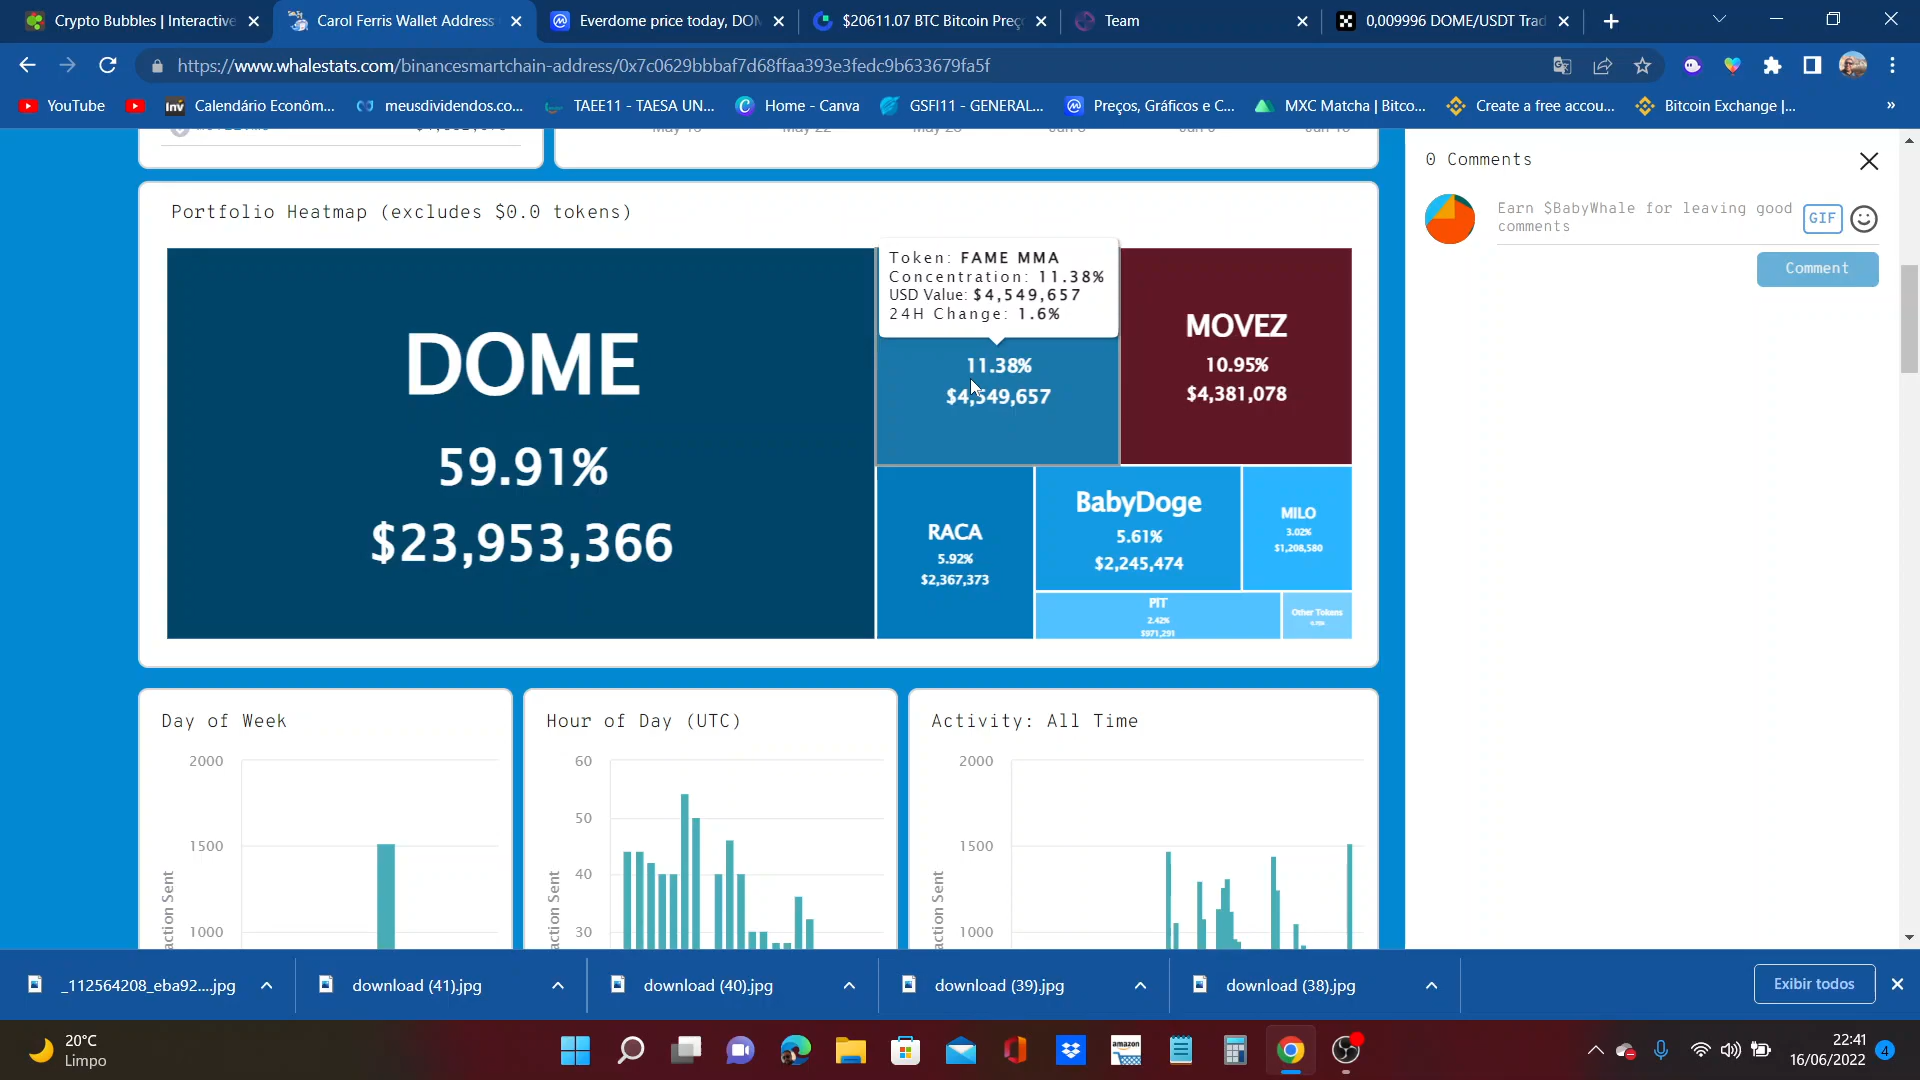 Crypto Bubbles | Interactive
Carol Ferris Wallet Address
Everdome price today, DOM
$20611.07 BTC Bitcoin Preço
Team
0,009996 DOME/USDT Trad
https://www.whalestats.com/binancesmartchain-address/0x7c0629bbbaf7d68ffaa393e3fedc9b633679fa5f
YouTube
Calendário Econôm...
meusdividendos.co...
TAEE11 - TAESA UN...
Home - Canva
GSFI11 - GENERAL...
Preços, Gráficos e C...
MXC Matcha | Bitco...
Create a free accou...
Bitcoin Exchange |...
»
0 Comments
Earn $BabyWhale for leaving good
comments
GIF
Comment
Portfolio Heatmap (excludes $0.0 tokens)
DOME
59.91%
$23,953,366
Token: FAME MMA
Concentration: 11.38%
USD Value: $4,549,657
24H Change: 1.6%
11.38%
$4,549,657
MOVEZ
10.95%
$4,381,078
RACA
5.92%
$2,367,373
BabyDoge
5.61%
$2,245,474
MILO
3.02%
$1,208,580
PIT
2.42%
$971,291
Other Tokens
Day of Week
2000
1500
1000
action Sent
Hour of Day (UTC)
60
50
40
30
action Sent
Activity: All Time
2000
1500
1000
action Sent
_112564208_eba92....jpg
download (41).jpg
download (40).jpg
download (39).jpg
download (38).jpg
Exibir todos
20°C
Limpo
amazon
22:41
16/06/2022
4